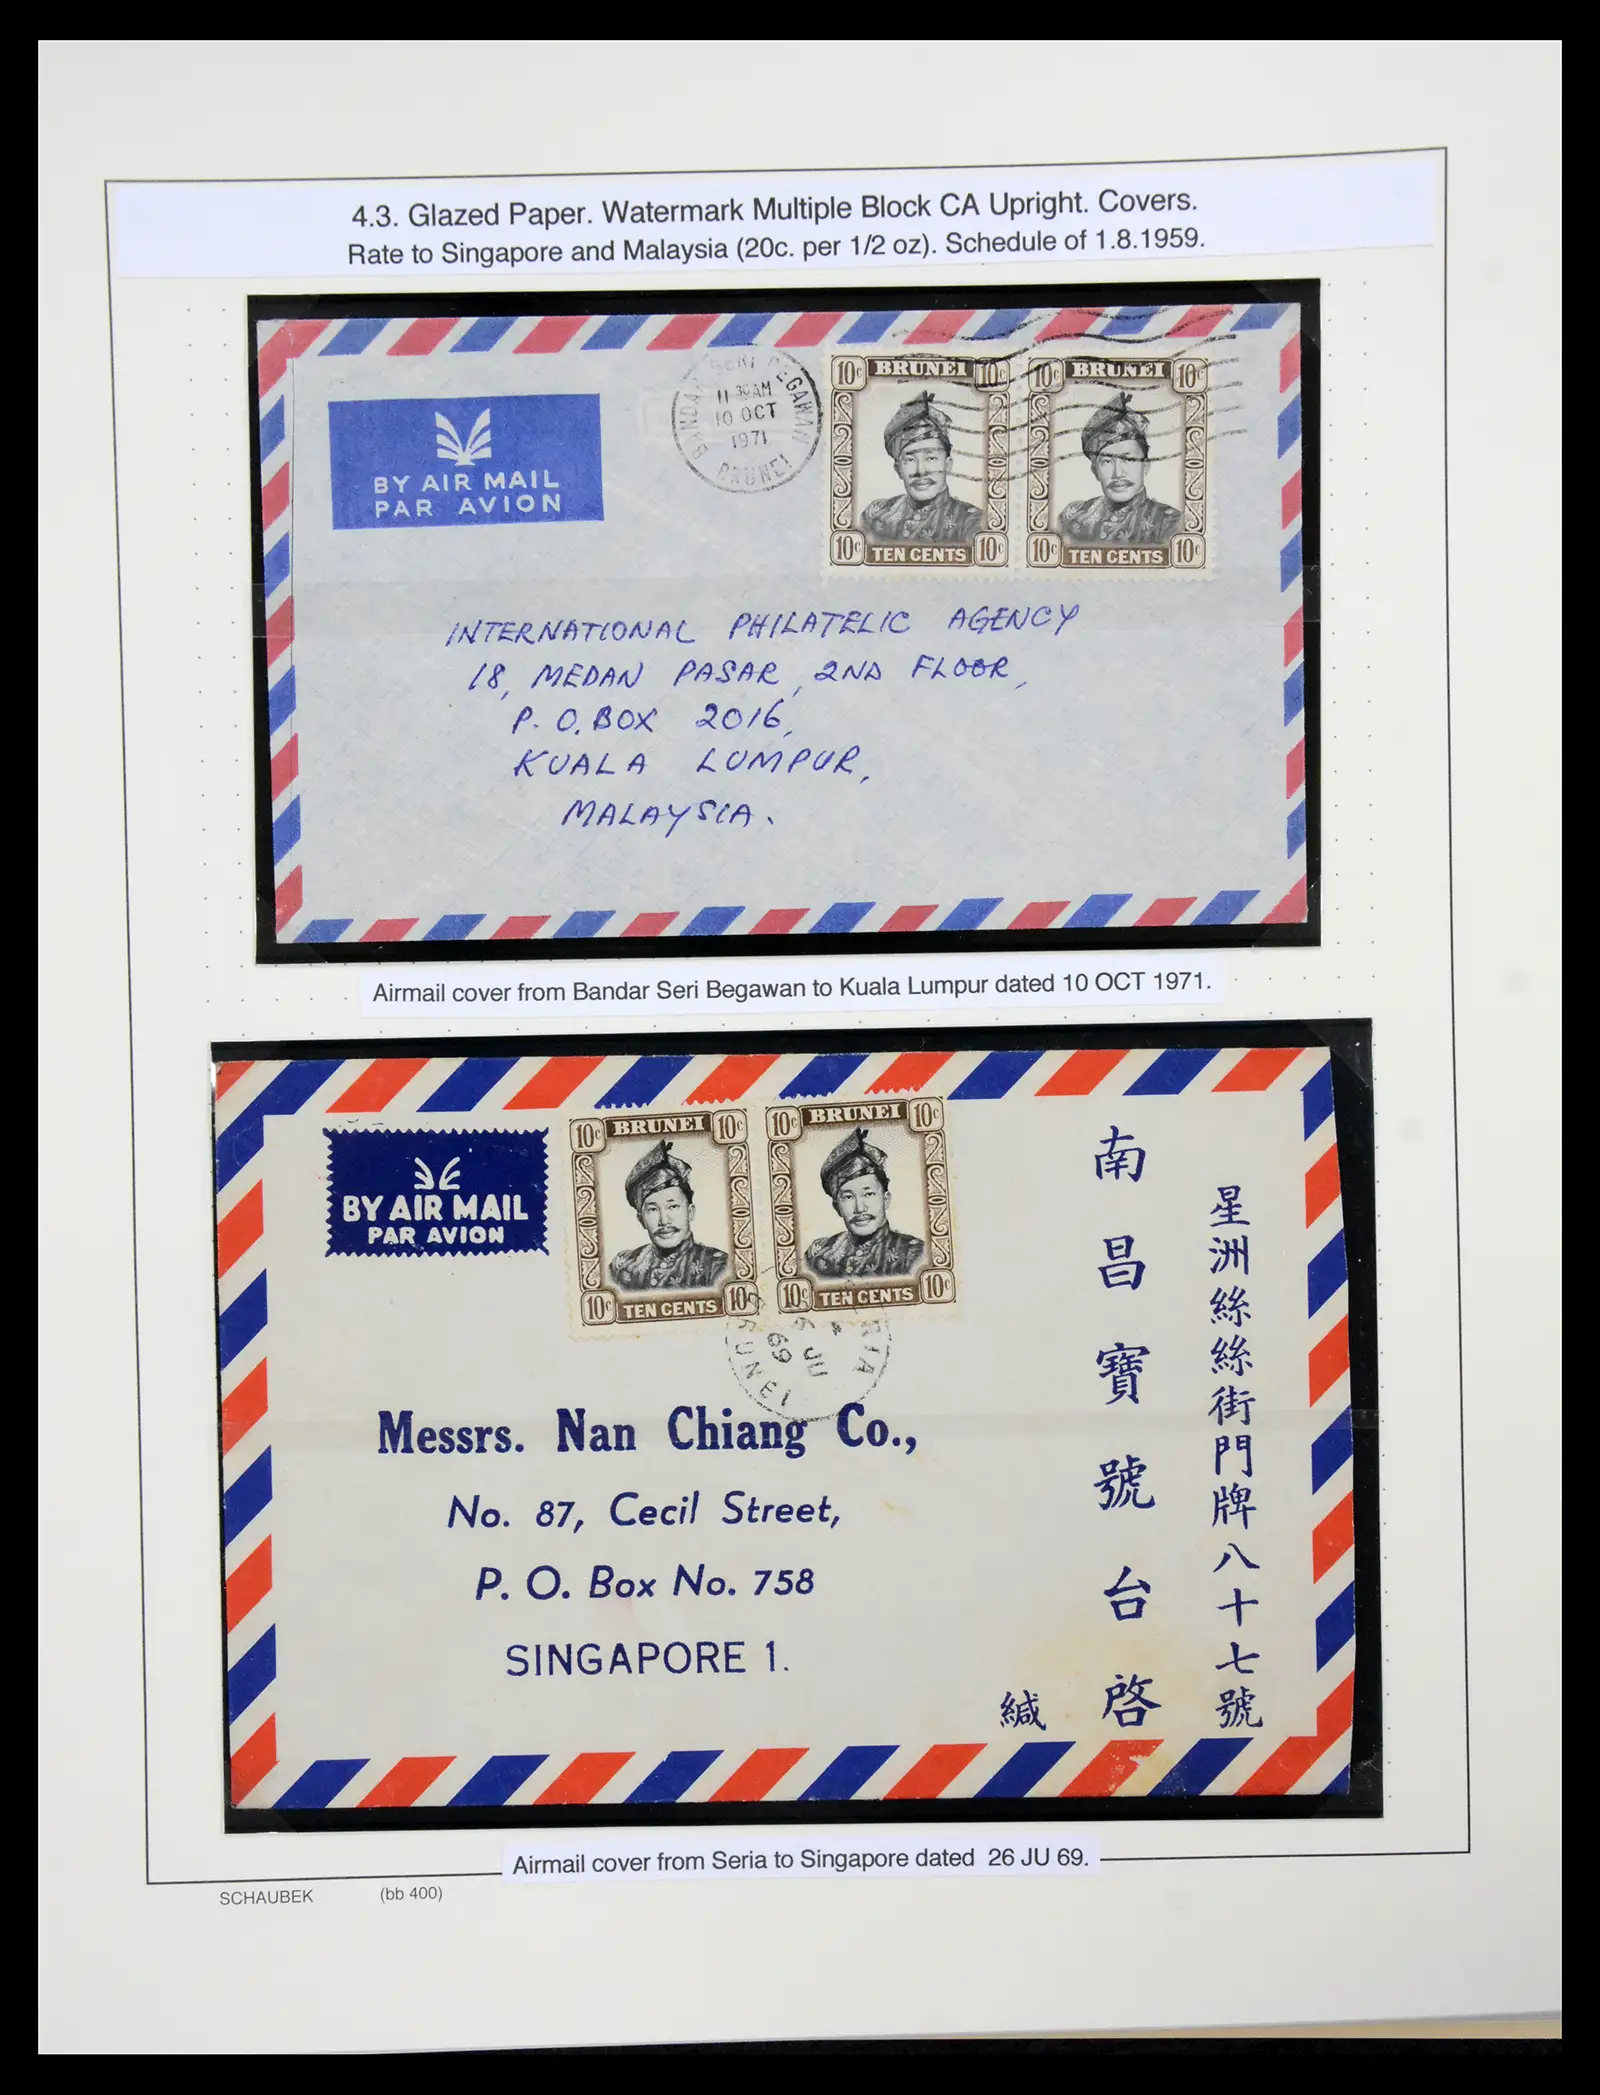 4.3. Glazed Paper. Watermark Multiple Block CA Upright. Covers.
Rate to Singapore and Malaysia (20c. per 1/2 oz). Schedule of 1.8.1959.
BY AIR MAIL
PAR AVION
BANDAR SERI BEGAWAN
11 30 AM
10 OCT
1971
BRUNEI
10c BRUNEI 10c
10c TEN CENTS 10c
10c BRUNEI 10c
10c TEN CENTS 10c
INTERNATIONAL PHILATELIC AGENCY
18, MEDAN PASAR, 2ND FLOOR,
P.O.BOX 2016,
KUALA LUMPUR,
MALAYSIA.
Airmail cover from Bandar Seri Begawan to Kuala Lumpur dated 10 OCT 1971.
BY AIR MAIL
PAR AVION
10c BRUNEI 10c
10c TEN CENTS 10c
10c BRUNEI 10c
10c TEN CENTS 10c
JU
69
BRUNEI
Messrs. Nan Chiang Co.,
No. 87, Cecil Street,
P. O. Box No. 758
SINGAPORE 1.
星洲絲絲街門牌八十七號
南昌寶號台啓
緘
Airmail cover from Seria to Singapore dated 26 JU 69.
SCHAUBEK (bb 400)